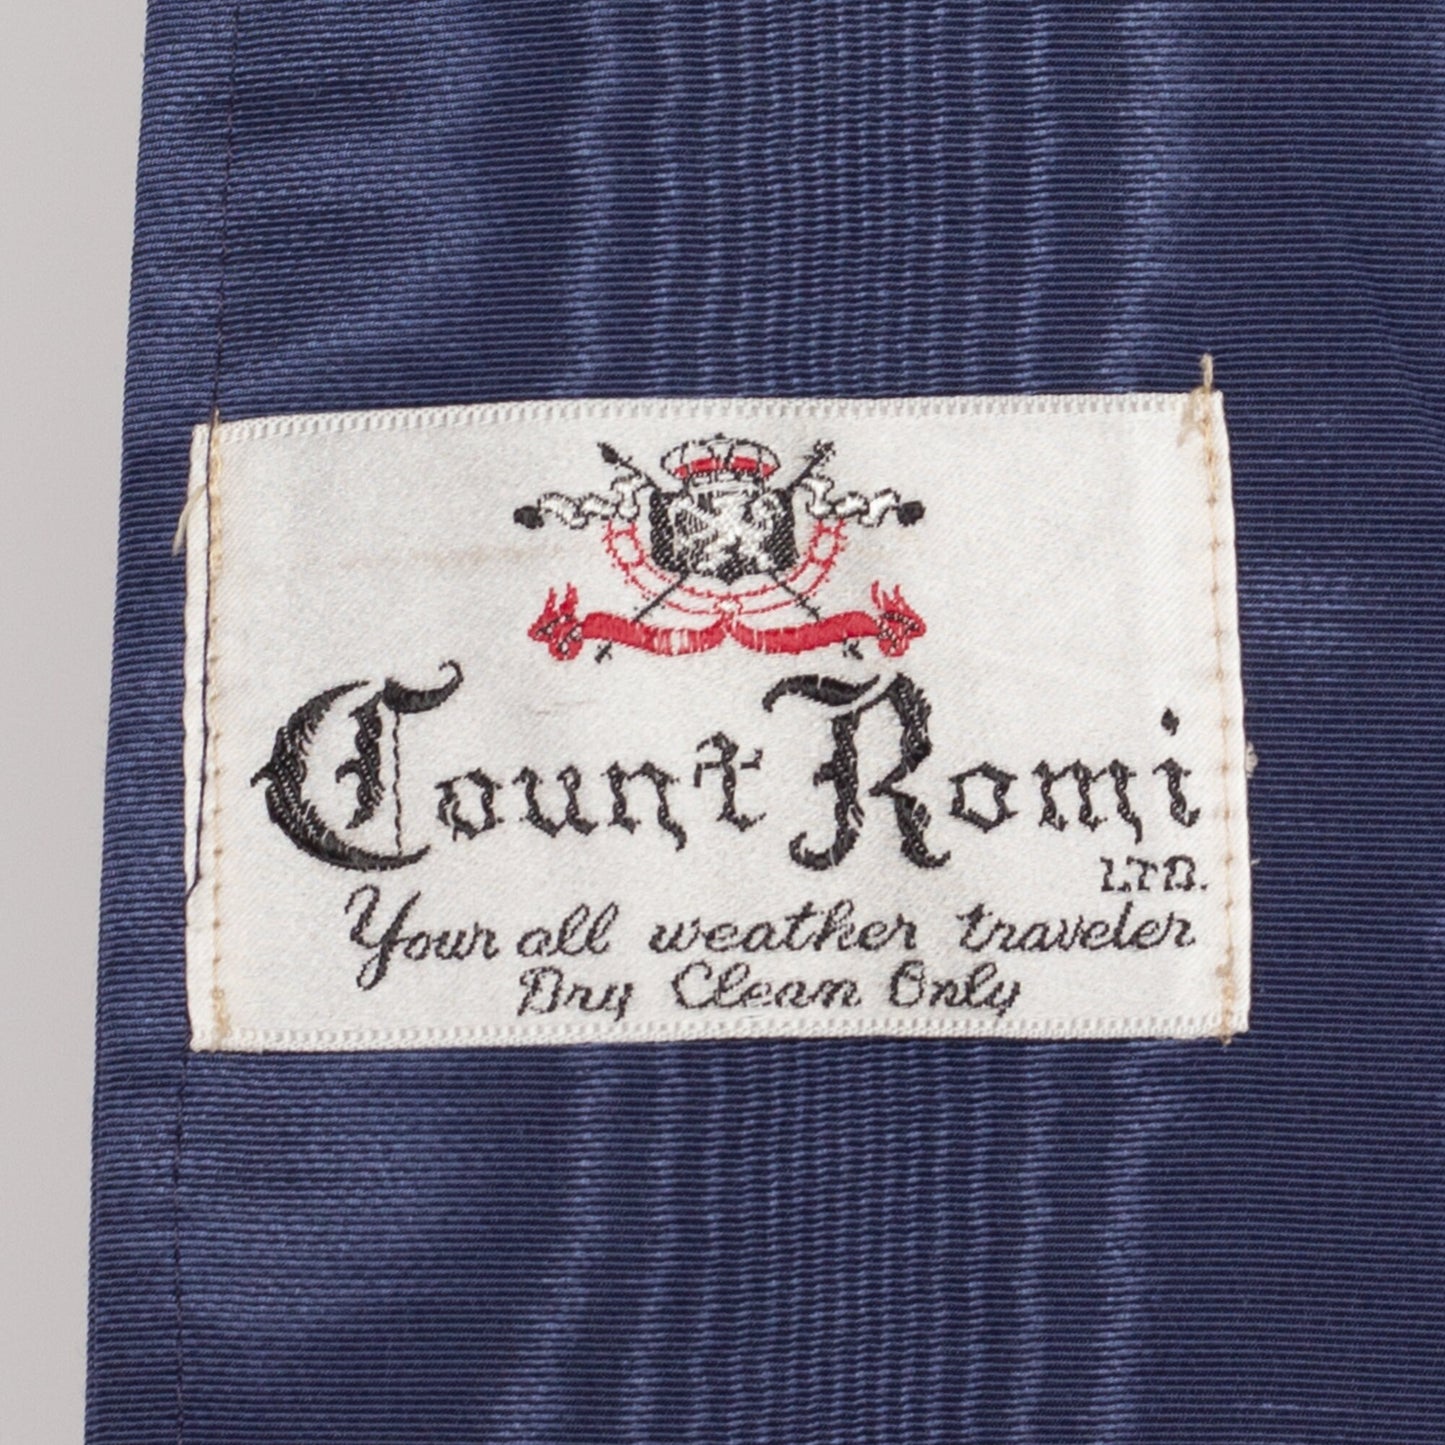 Count Romi
LTD.
Your all weather traveler
Dry Clean Only